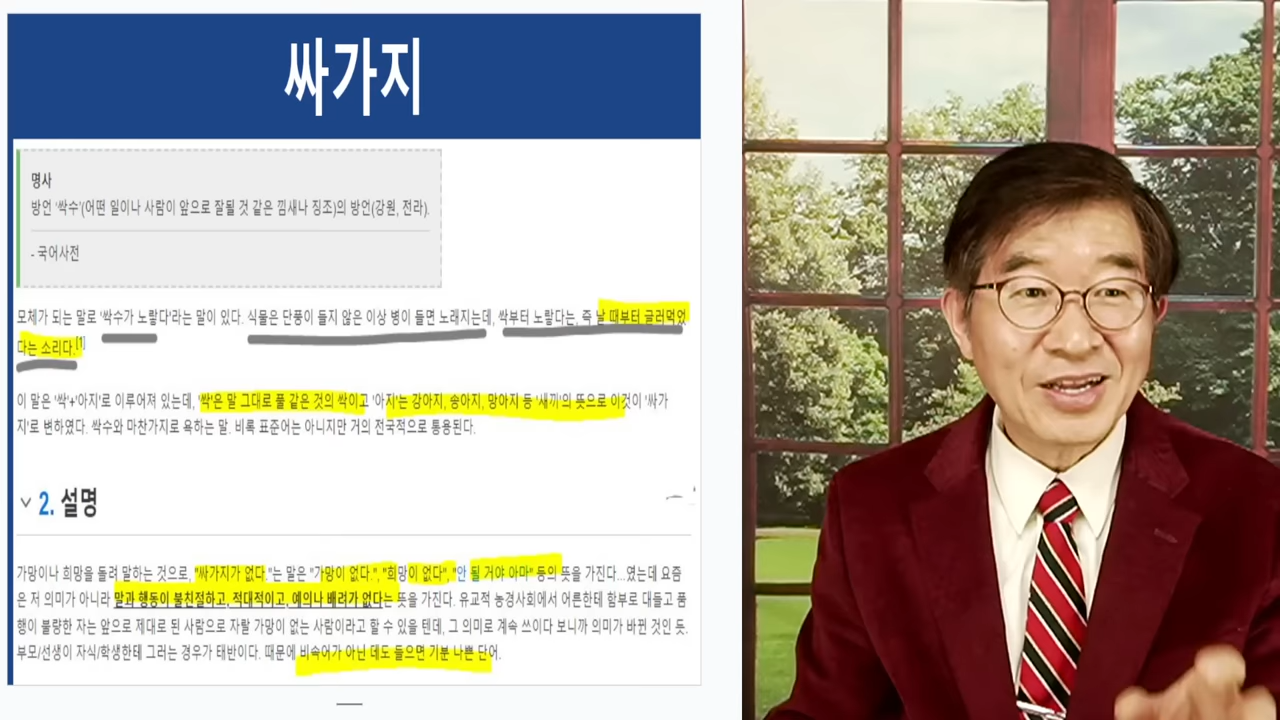 싸가지
명사
방언 '싹수'(어떤 일이나 사람이 앞으로 잘될 것 같은 낌새나 징조)의 방언(강원, 전라).
- 국어사전
모체가 되는 말로 '싹수가 노랗다'라는 말이 있다. 식물은 단풍이 들지 않은 이상 병이 들면 노래지는데, 싹부터 노랗다는, 즉 날 때부터 글러먹었
다는 소리다.[1]
이 말은 '싹'+'아지'로 이루어져 있는데, '싹'은 말 그대로 풀 같은 것의 싹이고 '아지'는 강아지, 송아지, 망아지 등 '새끼'의 뜻으로 이것이 '싸가
지'로 변하였다. 싹수와 마찬가지로 욕하는 말. 비록 표준어는 아니지만 거의 전국적으로 통용된다.
2. 설명
가망이나 희망을 돌려 말하는 것으로, "싸가지가 없다."는 말은 "가망이 없다.", "희망이 없다", "안 될 거야 아마" 등의 뜻을 가진다...였는데 요즘
은 저 의미가 아니라 말과 행동이 불친절하고, 적대적이고, 예의나 배려가 없다는 뜻을 가진다. 유교적 농경사회에서 어른한테 함부로 대들고 품
행이 불량한 자는 앞으로 제대로 된 사람으로 자랄 가망이 없는 사람이라고 할 수 있을 텐데, 그 의미로 계속 쓰이다 보니까 의미가 바뀐 것인 듯.
부모/선생이 자식/학생한테 그러는 경우가 태반이다. 때문에 비속어가 아닌 데도 들으면 기분 나쁜 단어.